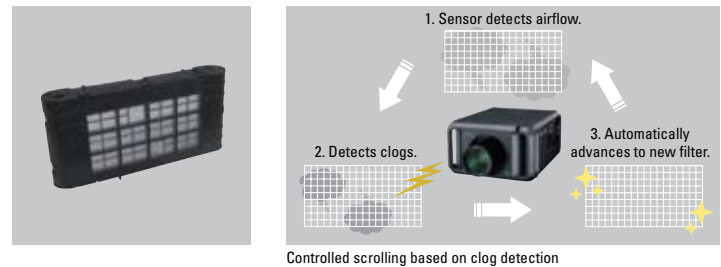 1. Sensor detects airflow.
2. Detects clogs.
3. Automatically
advances to new filter.
Controlled scrolling based on clog detection